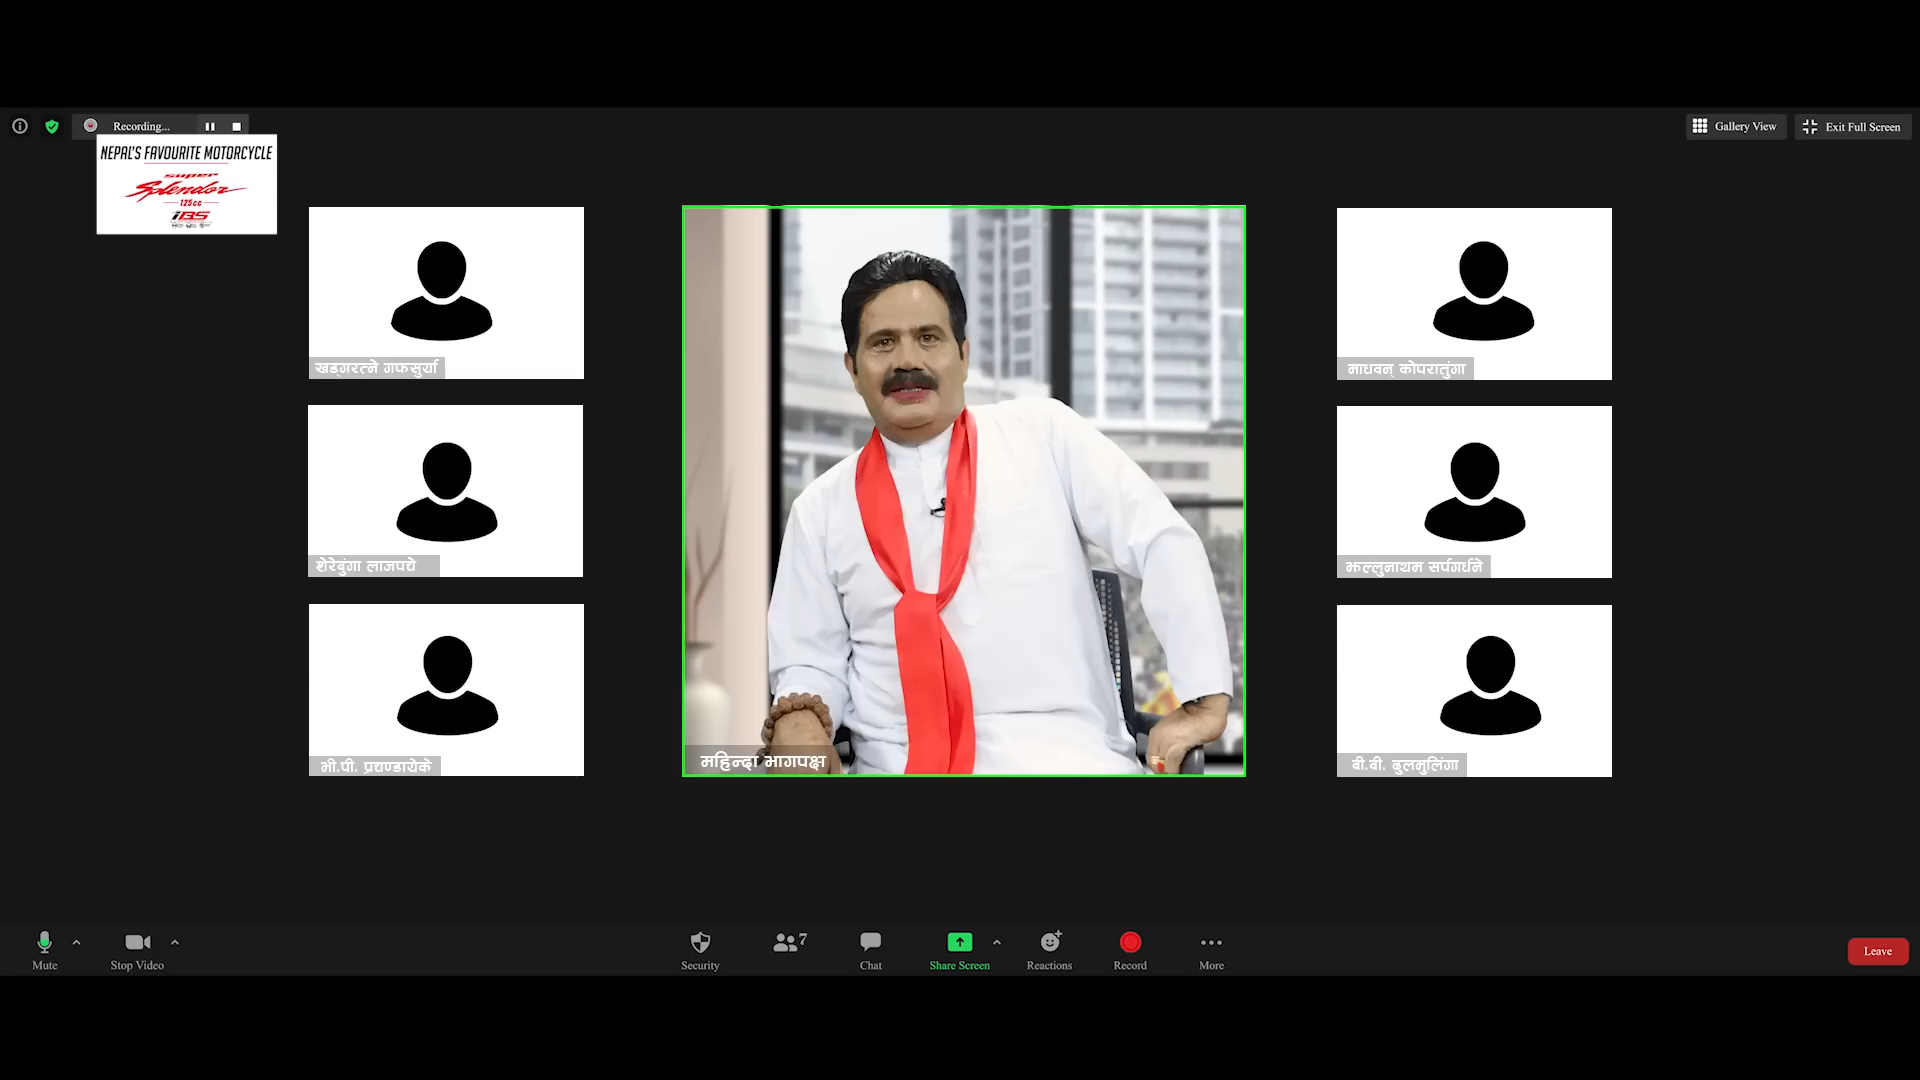 Recording...
Gallery View
Exit Full Screen
NEPAL'S FAVOURITE MOTORCYCLE
super
Splendor
125cc
iBS
खड्गरत्ने गफसुर्या
माधवन् कोपरातुंगा
शेरेबुंगा लाजपचे
झल्लुनाथम सर्पगर्धने
महिन्दा भागपक्ष
भी.पी. प्रचण्डारोके
बी.बी. ढुलमुलिंगा
7
Mute
Stop Video
Security
Chat
Share Screen
Reactions
Record
More
Leave